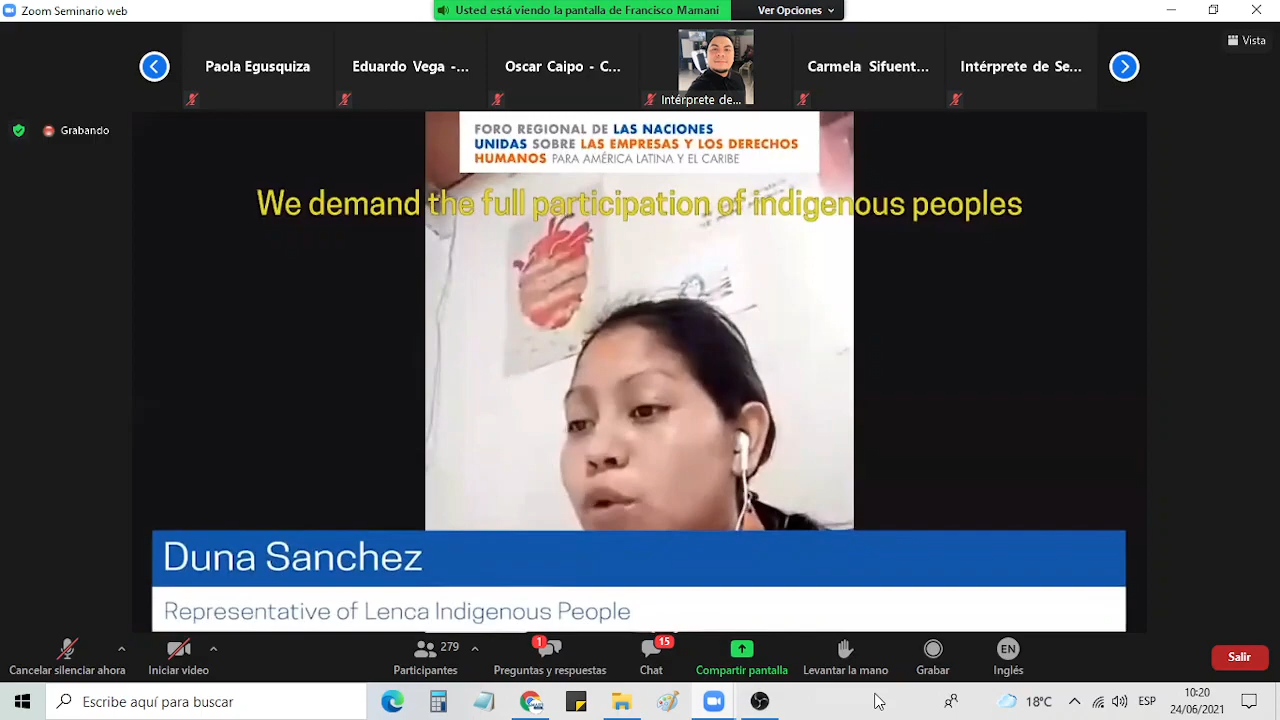 Zoom Seminario web
Usted está viendo la pantalla de Francisco Mamani
Ver Opciones
Paola Egusquiza
Eduardo Vega -...
Oscar Caipo - C...
Intérprete de...
Carmela Sifuent...
Intérprete de Se...
Vista
Grabando
FORO REGIONAL DE LAS NACIONES
UNIDAS SOBRE LAS EMPRESAS Y LOS DERECHOS
HUMANOS PARA AMÉRICA LATINA Y EL CARIBE
We demand the full participation of indigenous peoples
Duna Sanchez
Representative of Lenca Indigenous People
Cancelar silenciar ahora
Iniciar video
279
Participantes
1
Preguntas y respuestas
15
Chat
Compartir pantalla
Levantar la mano
Grabar
EN
Inglés
Salir
Escribe aquí para buscar
18°C
ESP
10:20
24/06/2021